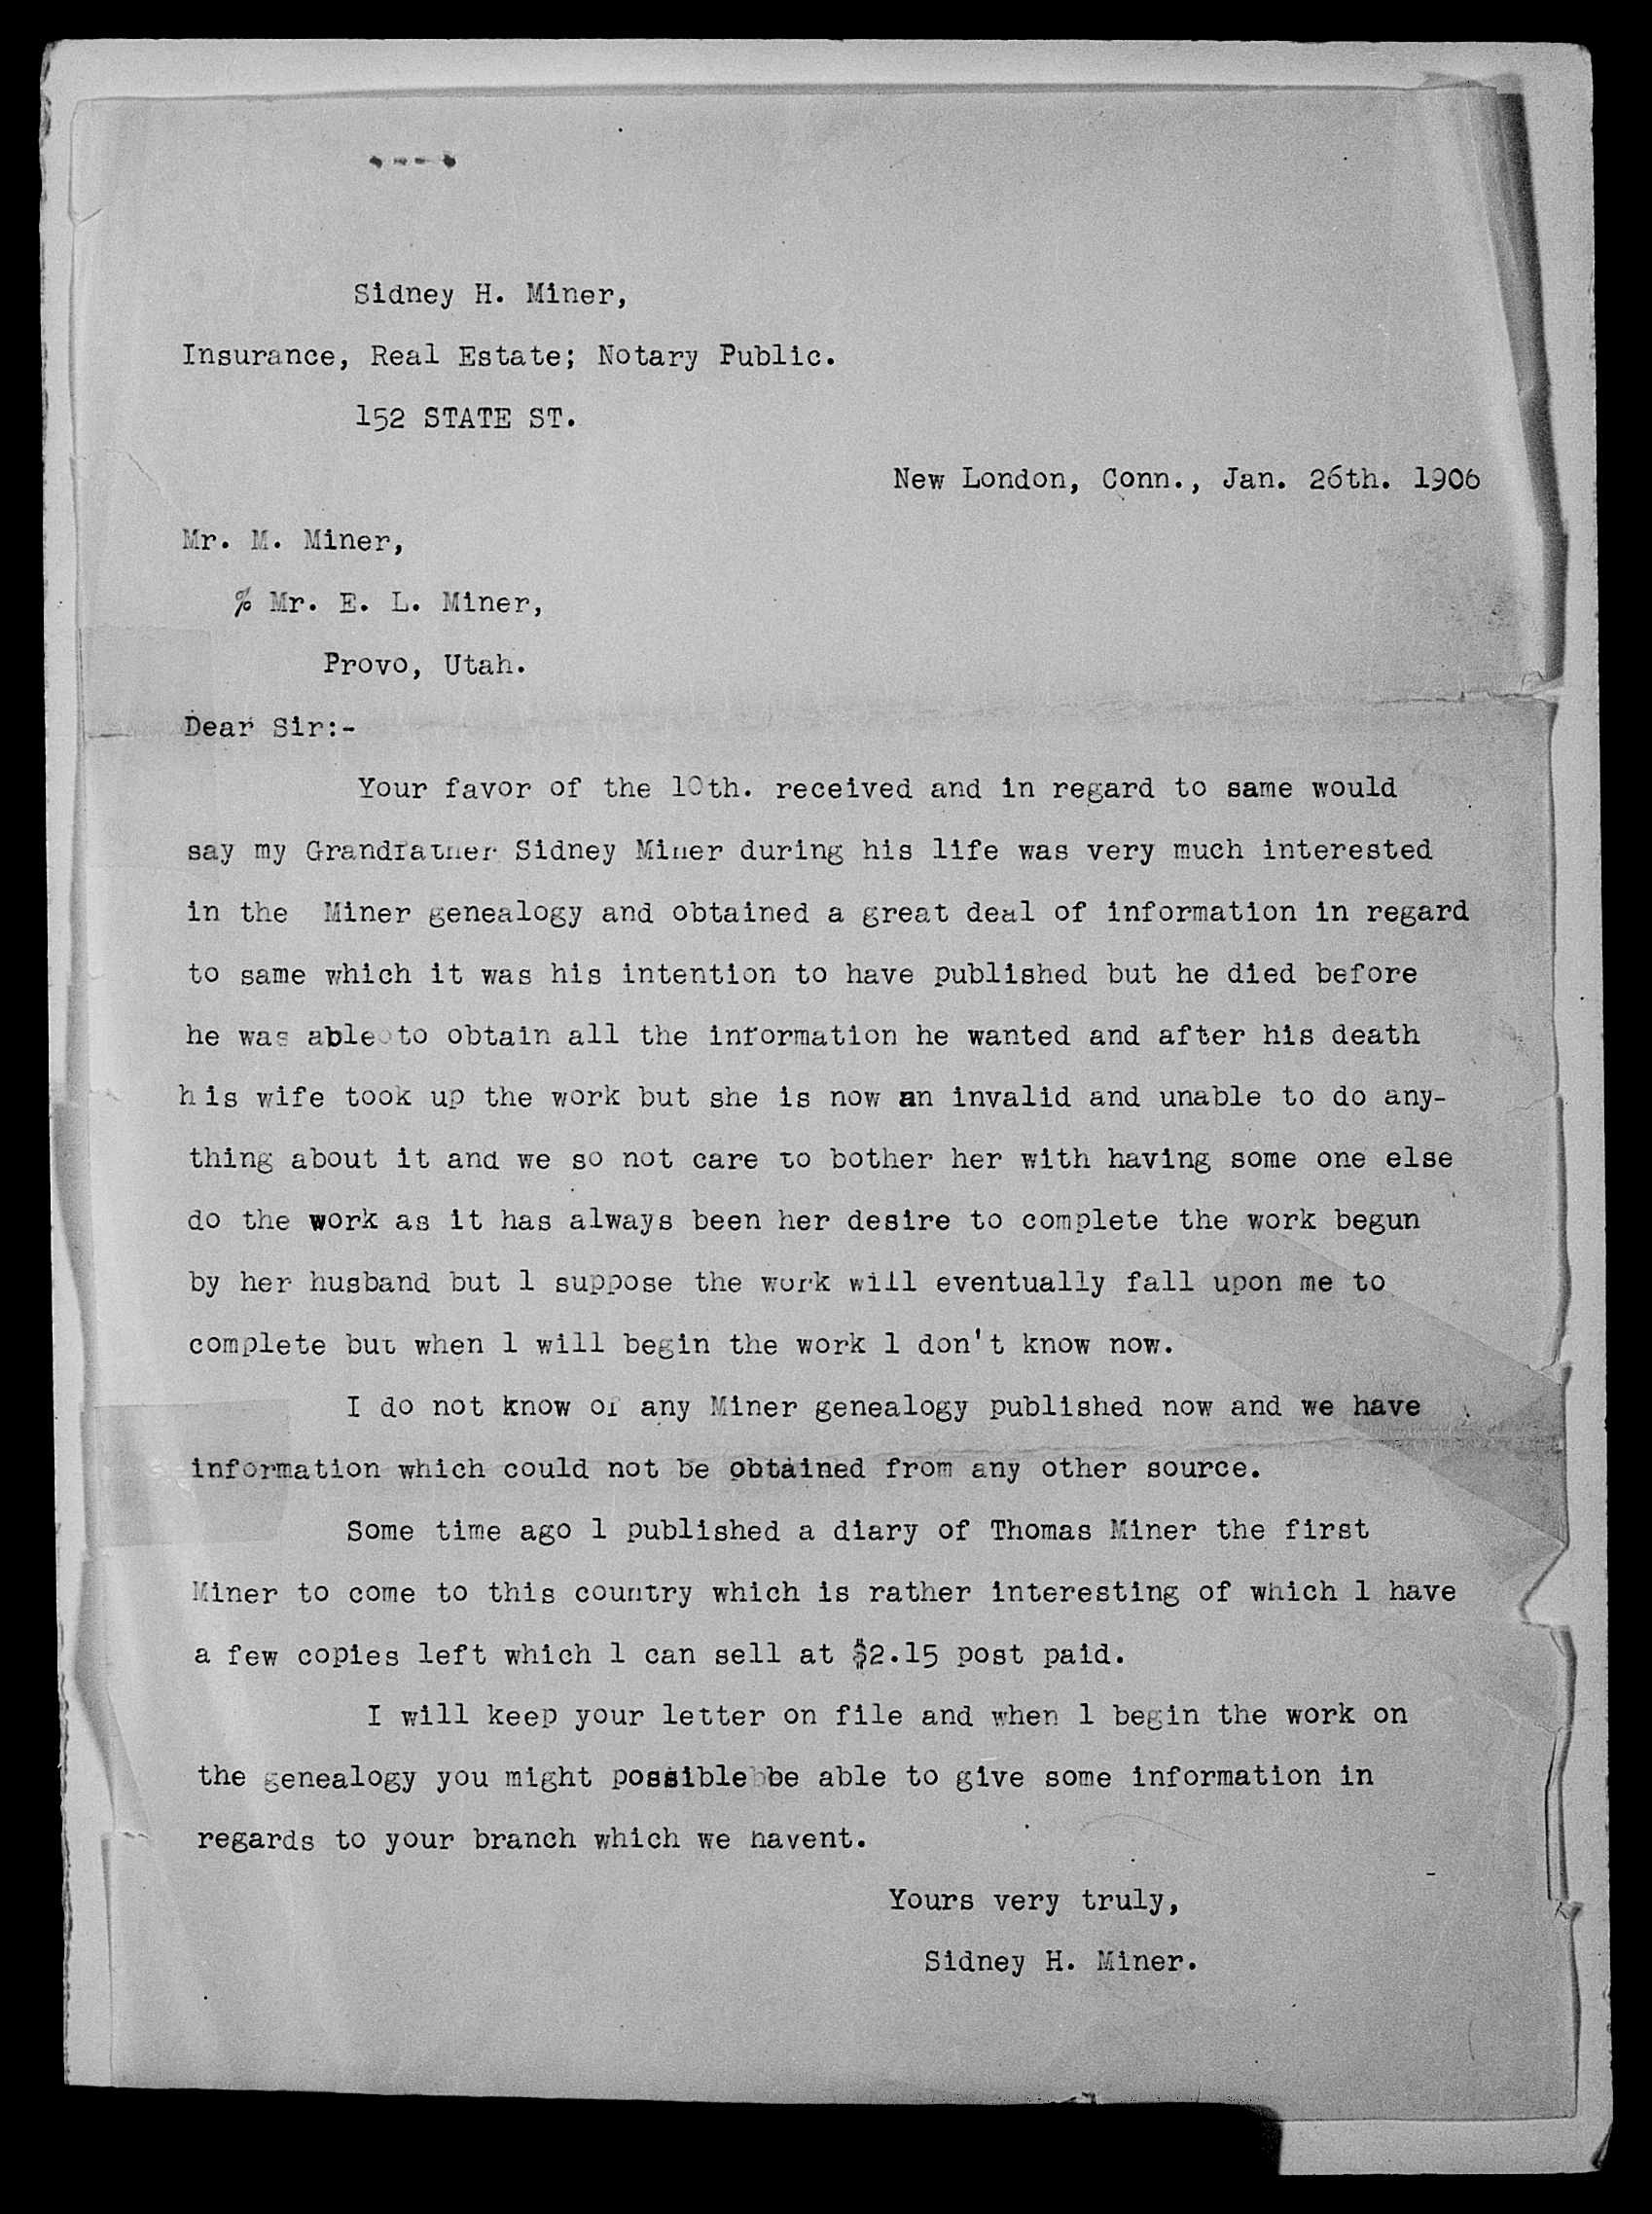 Sidney H. Miner,
Insurance, Real Estate; Notary Public.
152 STATE ST.
New London, Conn., Jan. 26th. 1906
Mr. M. Miner,
% Mr. E. L. Miner,
Provo, Utah.
Dear Sir:-
Your favor of the 10th. received and in regard to same would
say my Grandfather Sidney Miner during his life was very much interested
in the Miner genealogy and obtained a great deal of information in regard
to same which it was his intention to have published but he died before
he was able to obtain all the information he wanted and after his death
his wife took up the work but she is now an invalid and unable to do any-
thing about it and we so not care to bother her with having some one else
do the work as it has always been her desire to complete the work begun
by her husband but l suppose the work will eventually fall upon me to
complete but when l will begin the work l don't know now.
I do not know of any Miner genealogy published now and we have
information which could not be obtained from any other source.
Some time ago l published a diary of Thomas Miner the first
Miner to come to this country which is rather interesting of which l have
a few copies left which l can sell at $2.15 post paid.
I will keep your letter on file and when l begin the work on
the genealogy you might possible be able to give some information in
regards to your branch which we havent.
Yours very truly,
Sidney H. Miner.